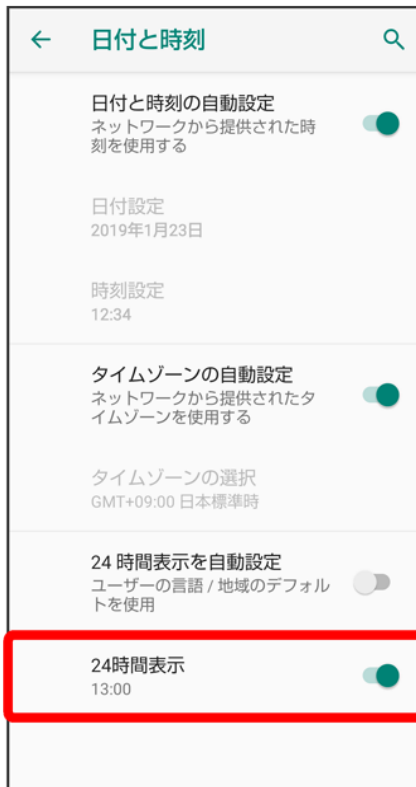 日付と時刻
日付と時刻の自動設定
ネットワークから提供された時
刻を使用する
日付設定
2019年1月23日
時刻設定
12:34
タイムゾーンの自動設定
ネットワークから提供されたタ
イムゾーンを使用する
タイムゾーンの選択
GMT+09:00 日本標準時
24 時間表示を自動設定
ユーザーの言語 / 地域のデフォル
トを使用
24時間表示
13:00